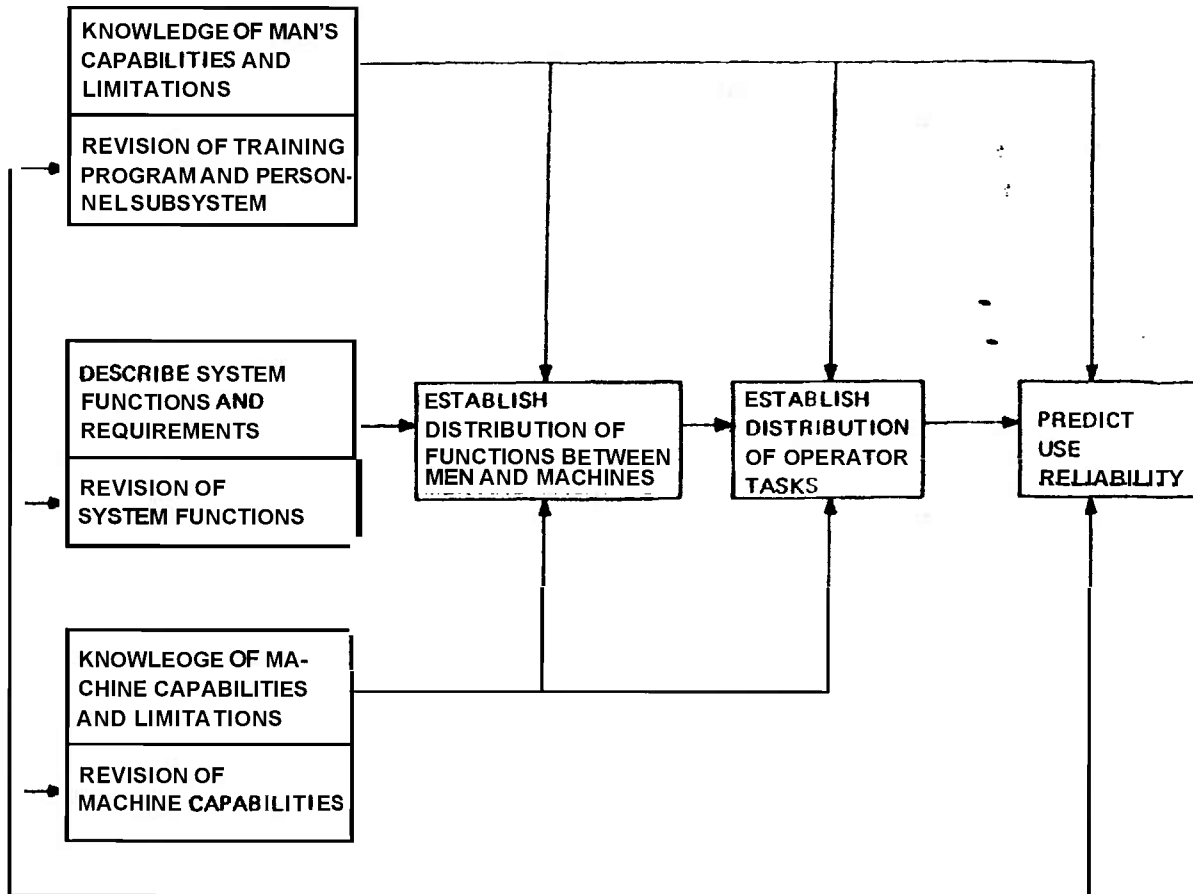 KNOWLEDGE OF MAN'S
CAPABILITIES AND
LIMITATIONS
REVISION OF TRAINING
PROGRAM AND PERSON-
NEL SUBSYSTEM
DESCRIBE SYSTEM
FUNCTIONS AND
REQUIREMENTS
REVISION OF
SYSTEM FUNCTIONS
KNOWLEOGE OF MA-
CHINE CAPABILITIES
AND LIMITATIONS
REVISION OF
MACHINE CAPABILITIES
ESTABLISH
DISTRIBUTION OF
FUNCTIONS BETWEEN
MEN AND MACHINES
ESTABLISH
DISTRIBUTION
OF OPERATOR
TASKS
PREDICT
USE
RELIABILITY